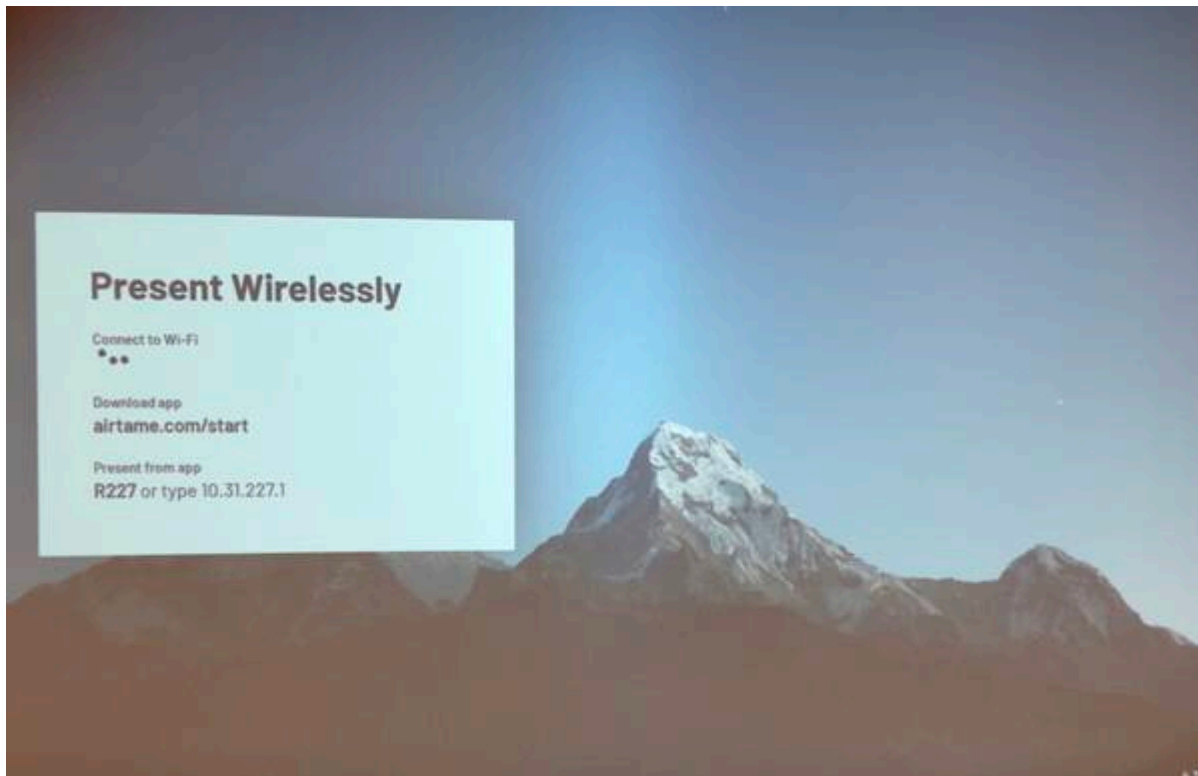 Present Wirelessly
Connect to Wi-Fi
Download app
airtame.com/start
Present from app
R227 or type 10.31.227.1